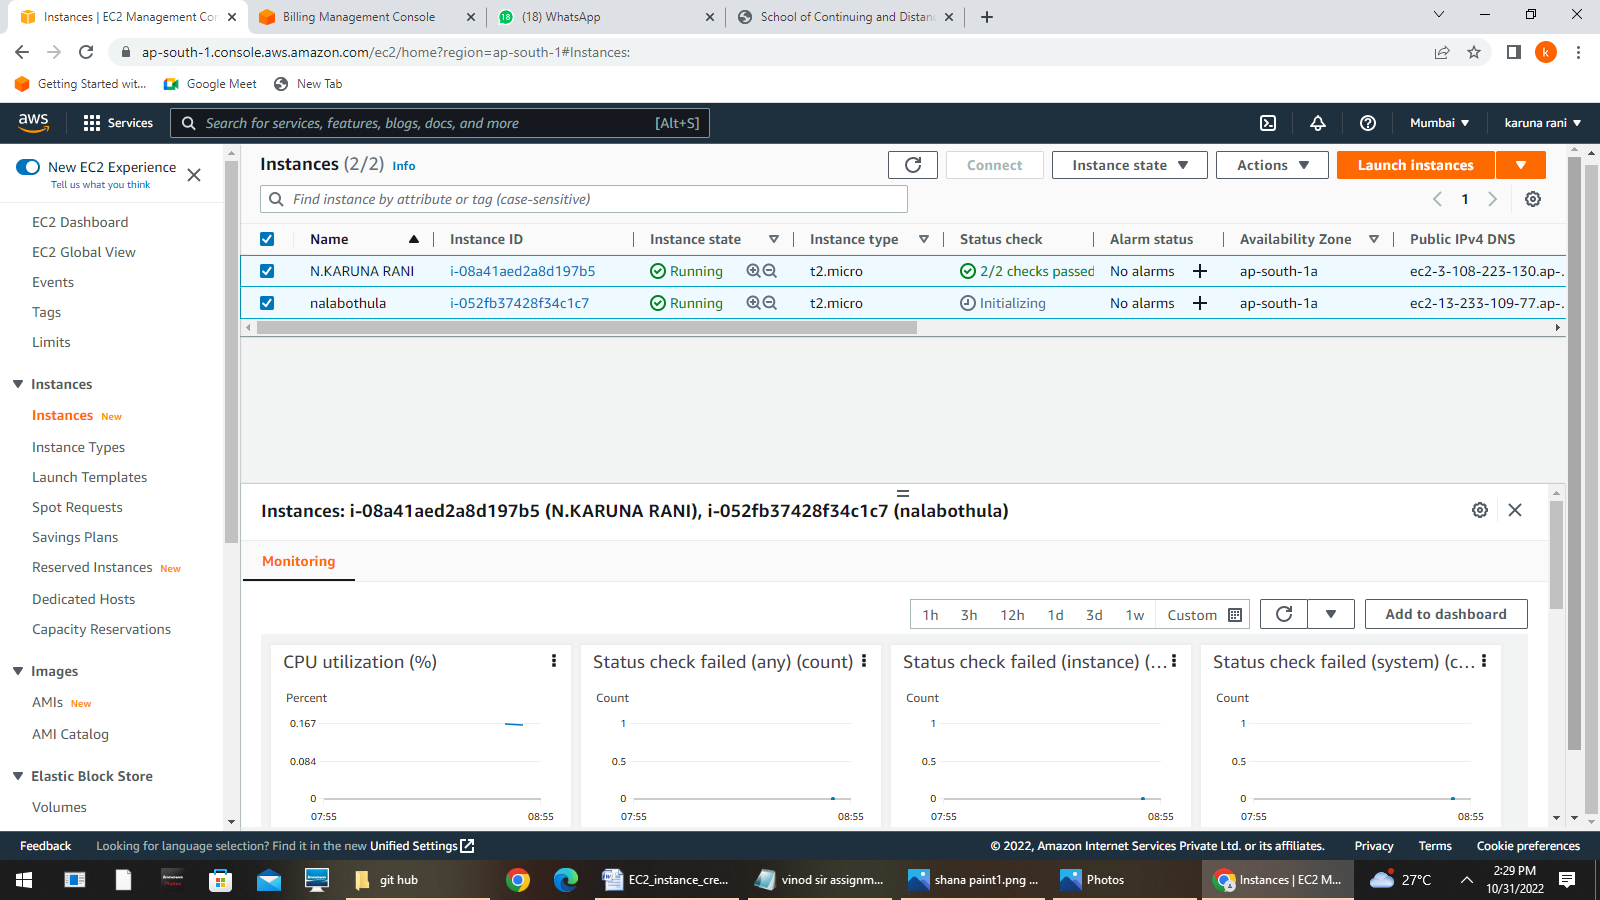 Instances | EC2 Management Co
Billing Management Console
(18) WhatsApp
School of Continuing and Distan
ap-south-1.console.aws.amazon.com/ec2/home?region=ap-south-1#Instances:
k
Getting Started wit...
Google Meet
New Tab
aws
Services
Search for services, features, blogs, docs, and more
[Alt+S]
Mumbai
karuna rani
New EC2 Experience
Tell us what you think
EC2 Dashboard
EC2 Global View
Events
Tags
Limits
Instances
Instances New
Instance Types
Launch Templates
Spot Requests
Savings Plans
Reserved Instances New
Dedicated Hosts
Capacity Reservations
Images
AMIs New
AMI Catalog
Elastic Block Store
Volumes
Instances (2/2) Info
Connect
Instance state
Actions
Launch instances
Find instance by attribute or tag (case-sensitive)
1
Name Instance ID Instance state Instance type Status check Alarm status Availability Zone Public IPv4 DNS
N.KARUNA RANI i-08a41aed2a8d197b5 Running t2.micro 2/2 checks passed No alarms ap-south-1a ec2-3-108-223-130.ap-...
nalabothula i-052fb37428f34c1c7 Running t2.micro Initializing No alarms ap-south-1a ec2-13-233-109-77.ap-...
Instances: i-08a41aed2a8d197b5 (N.KARUNA RANI), i-052fb37428f34c1c7 (nalabothula)
Monitoring
1h 3h 12h 1d 3d 1w Custom
Add to dashboard
CPU utilization (%)
Percent
0.167
0.084
0
07:55 08:55
Status check failed (any) (count)
Count
1
0.5
0
07:55 08:55
Status check failed (instance) (...
Count
1
0.5
0
07:55 08:55
Status check failed (system) (c...
Count
1
0.5
0
07:55 08:55
Feedback
Looking for language selection? Find it in the new Unified Settings
© 2022, Amazon Internet Services Private Ltd. or its affiliates.
Privacy
Terms
Cookie preferences
git hub
EC2_instance_cre...
vinod sir assignm...
shana paint1.png ...
Photos
Instances | EC2 M...
27°C
2:29 PM
10/31/2022